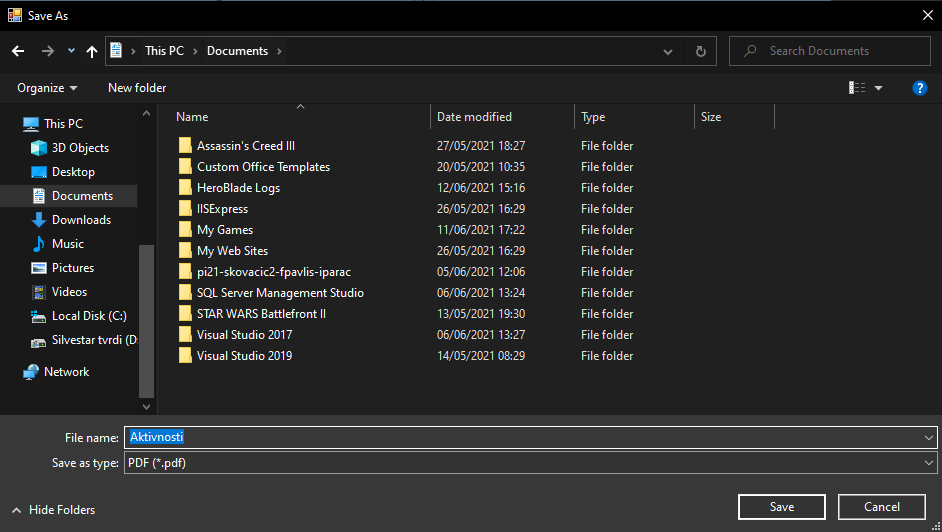 Save As
This PC > Documents >
Search Documents
Organize
New folder
?
This PC
3D Objects
Desktop
Documents
Downloads
Music
Pictures
Videos
Local Disk (C:)
Silvestar tvrdi (D:
Network
Name Date modified Type Size
Assassin's Creed III 27/05/2021 18:27 File folder
Custom Office Templates 20/05/2021 10:35 File folder
HeroBlade Logs 12/06/2021 15:16 File folder
IISExpress 26/05/2021 16:29 File folder
My Games 11/06/2021 17:22 File folder
My Web Sites 26/05/2021 16:29 File folder
pi21-skovacic2-fpavlis-iparac 05/06/2021 12:06 File folder
SQL Server Management Studio 06/06/2021 13:24 File folder
STAR WARS Battlefront II 13/05/2021 19:30 File folder
Visual Studio 2017 06/06/2021 13:27 File folder
Visual Studio 2019 14/05/2021 08:29 File folder
File name: Aktivnosti
Save as type: PDF (*.pdf)
Hide Folders
Save
Cancel